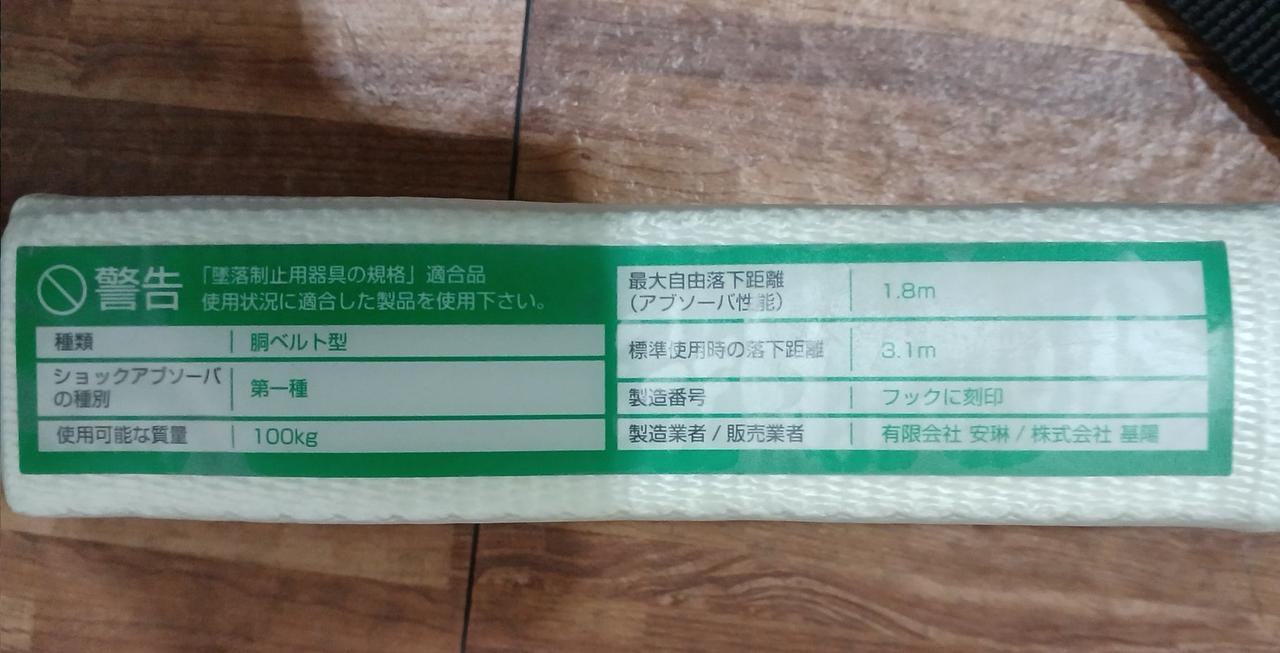 警告
「墜落制止用器具の規格」適合品
使用状況に適合した製品を使用下さい。
種類 胴ベルト型
ショックアブソーバ
の種別 第一種
使用可能な質量 100kg
最大自由落下距離
(アブソーバ性能) 1.8m
標準使用時の落下距離 3.1m
製造番号 フックに刻印
製造業者 / 販売業者 有限会社 安琳 / 株式会社 基陽